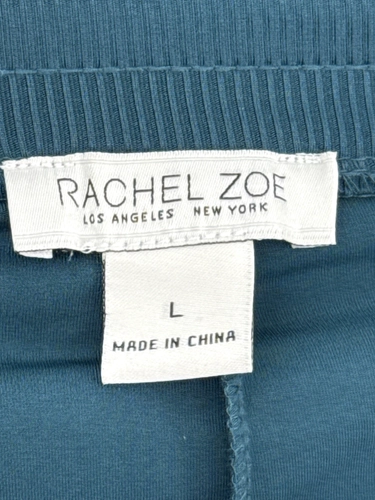 RACHEL ZOE
LOS ANGELES NEW YORK
L
MADE IN CHINA